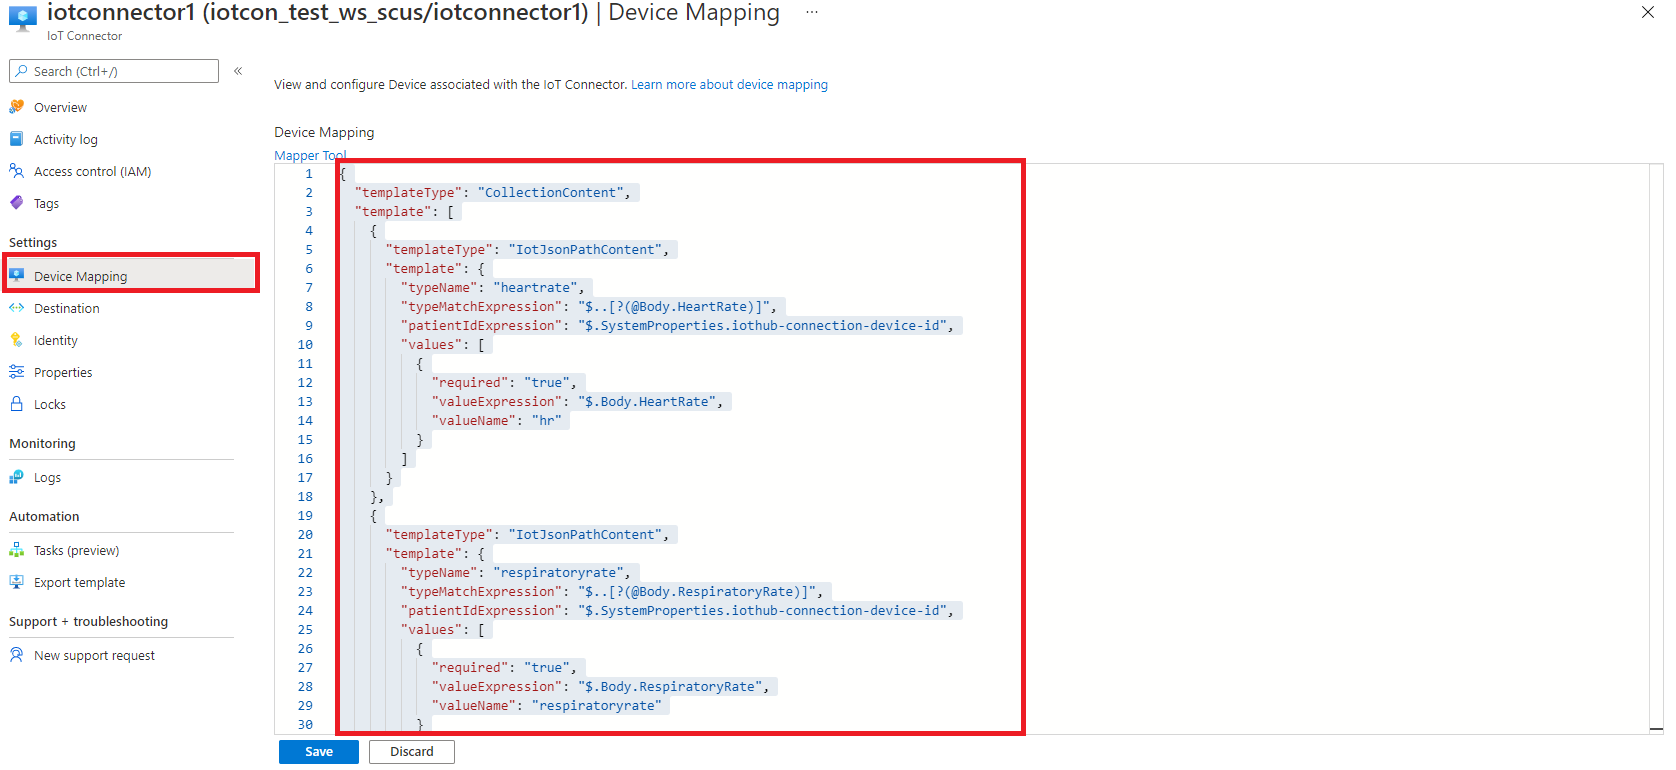 iotconnector1 (iotcon_test_ws_scus/iotconnector1) | Device Mapping ...
IoT Connector
Search (Ctrl+/)
Overview
Activity log
Access control (IAM)
Tags
Settings
Device Mapping
Destination
Identity
Properties
Locks
Monitoring
Logs
Automation
Tasks (preview)
Export template
Support + troubleshooting
New support request
View and configure Device associated with the IoT Connector. Learn more about device mapping
Device Mapping
Mapper Tool
1 {
2 "templateType": "CollectionContent",
3 "template": [
4 {
5 "templateType": "IotJsonPathContent",
6 "template": {
7 "typeName": "heartrate",
8 "typeMatchExpression": "$..[?(@Body.HeartRate)]",
9 "patientIdExpression": "$.SystemProperties.iothub-connection-device-id",
10 "values": [
11 {
12 "required": "true",
13 "valueExpression": "$.Body.HeartRate",
14 "valueName": "hr"
15 }
16 ]
17 }
18 },
19 {
20 "templateType": "IotJsonPathContent",
21 "template": {
22 "typeName": "respiratoryrate",
23 "typeMatchExpression": "$..[?(@Body.RespiratoryRate)]",
24 "patientIdExpression": "$.SystemProperties.iothub-connection-device-id",
25 "values": [
26 {
27 "required": "true",
28 "valueExpression": "$.Body.RespiratoryRate",
29 "valueName": "respiratoryrate"
30 }
Save
Discard